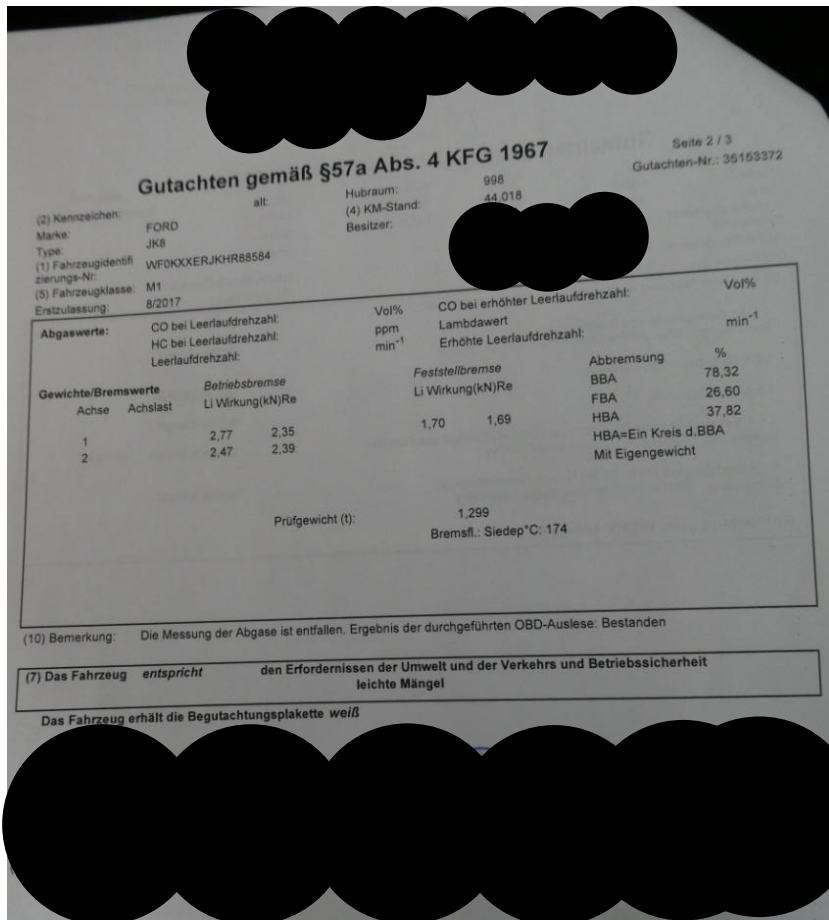 Seite 2 / 3
Gutachten gemäß §57a Abs. 4 KFG 1967
Gutachten-Nr.: 35153372
(2) Kennzeichen: alt: Hubraum: 998
Marke: FORD (4) KM-Stand: 44.018
Type: JK8 Besitzer:
(1) Fahrzeugidentifi
zierungs-Nr: WF0KXXERJKHR88584
(5) Fahrzeugklasse: M1
Erstzulassung: 8/2017
Abgaswerte: CO bei Leerlaufdrehzahl: Vol% CO bei erhöhter Leerlaufdrehzahl: Vol%
HC bei Leerlaufdrehzahl: ppm Lambdawert
Leerlaufdrehzahl: min-1 Erhöhte Leerlaufdrehzahl: min-1
Gewichte/Bremswerte Betriebsbremse Feststellbremse Abbremsung %
Achse Achslast Li Wirkung(kN)Re Li Wirkung(kN)Re BBA 78,32
FBA 26,60
1 2,77 2,35 1,70 1,69 HBA 37,82
2 2,47 2,39 HBA=Ein Kreis d.BBA
Mit Eigengewicht
Prüfgewicht (t): 1,299
Bremsfl.: Siedep°C: 174
(10) Bemerkung: Die Messung der Abgase ist entfallen. Ergebnis der durchgeführten OBD-Auslese: Bestanden
(7) Das Fahrzeug entspricht den Erfordernissen der Umwelt und der Verkehrs und Betriebssicherheit
leichte Mängel
Das Fahrzeug erhält die Begutachtungsplakette weiß